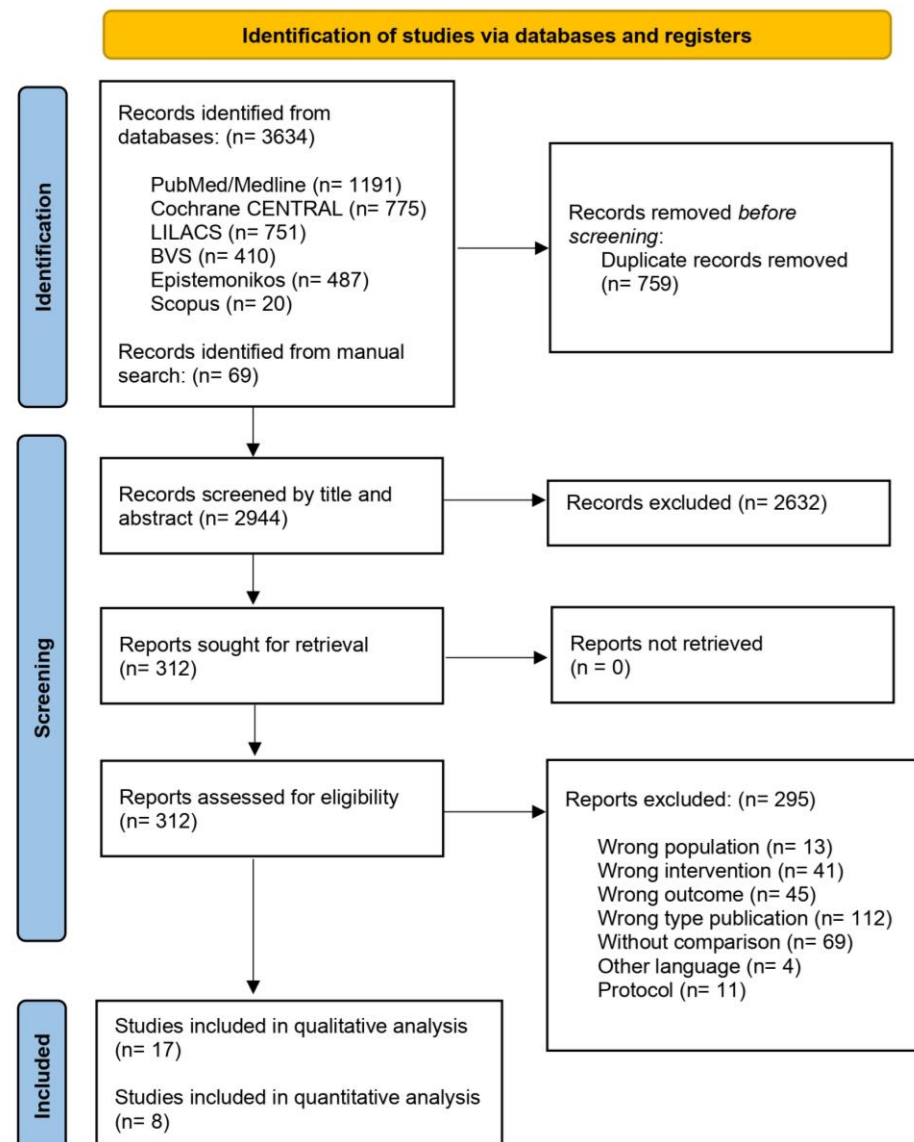 Identification of studies via databases and registers
Identification
Records identified from
databases: (n= 3634)
PubMed/Medline (n= 1191)
Cochrane CENTRAL (n= 775)
LILACS (n= 751)
BVS (n= 410)
Epistemonikos (n= 487)
Scopus (n= 20)
Records identified from manual
search: (n= 69)
Records removed before
screening:
Duplicate records removed
(n= 759)
Screening
Records screened by title and
abstract (n= 2944)
Records excluded (n= 2632)
Reports sought for retrieval
(n= 312)
Reports not retrieved
(n = 0)
Reports assessed for eligibility
(n= 312)
Reports excluded: (n= 295)
Wrong population (n= 13)
Wrong intervention (n= 41)
Wrong outcome (n= 45)
Wrong type publication (n= 112)
Without comparison (n= 69)
Other language (n= 4)
Protocol (n= 11)
Included
Studies included in qualitative analysis
(n= 17)
Studies included in quantitative analysis
(n= 8)